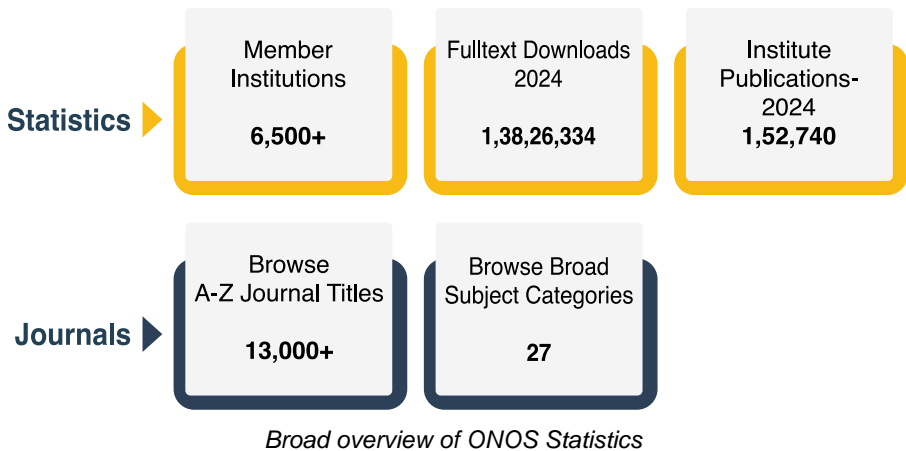 Statistics
Member
Institutions
6,500+
Fulltext Downloads
2024
1,38,26,334
Institute
Publications-
2024
1,52,740
Journals
Browse
A-Z Journal Titles
13,000+
Browse Broad
Subject Categories
27
Broad overview of ONOS Statistics